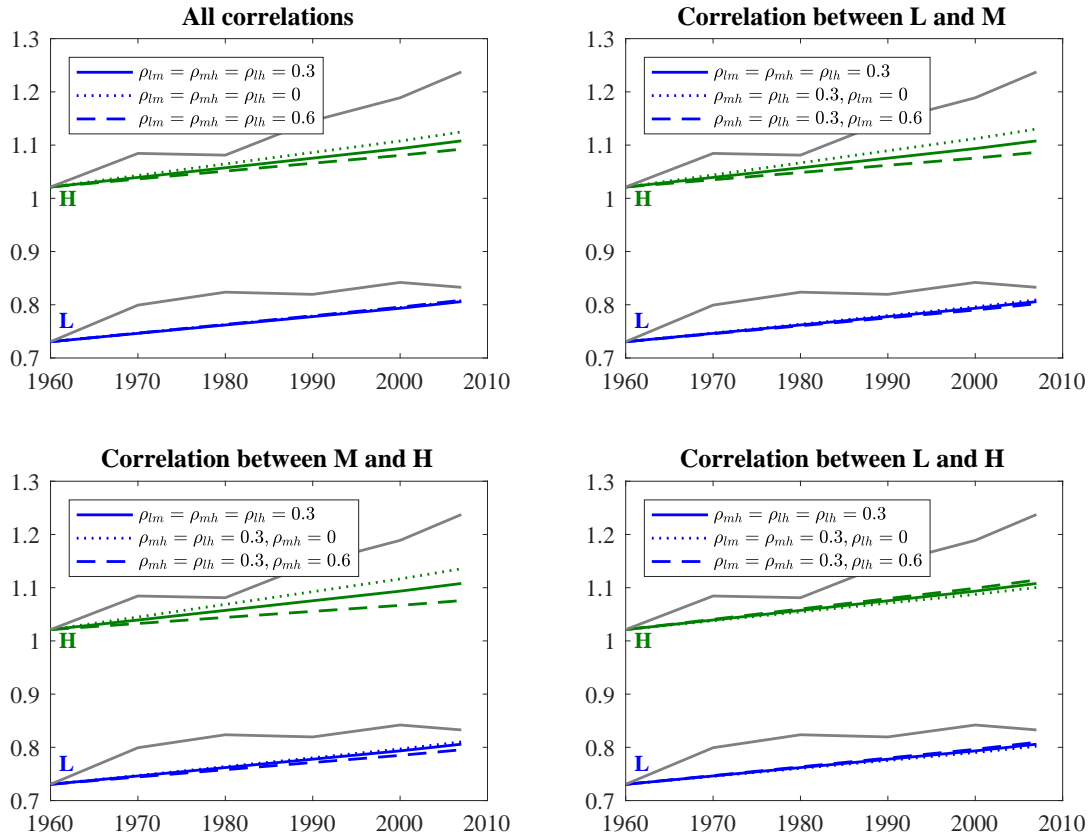 All correlations
1.3
1.2
1.1
1
0.9
0.8
0.7
ρlm = ρmh = ρlh = 0.3
ρlm = ρmh = ρlh = 0
ρlm = ρmh = ρlh = 0.6
H
L
1960 1970 1980 1990 2000 2010
Correlation between L and M
1.3
1.2
1.1
1
0.9
0.8
0.7
ρlm = ρmh = ρlh = 0.3
ρmh = ρlh = 0.3, ρlm = 0
ρmh = ρlh = 0.3, ρlm = 0.6
H
L
1960 1970 1980 1990 2000 2010
Correlation between M and H
1.3
1.2
1.1
1
0.9
0.8
0.7
ρlm = ρmh = ρlh = 0.3
ρmh = ρlh = 0.3, ρmh = 0
ρmh = ρlh = 0.3, ρmh = 0.6
H
L
1960 1970 1980 1990 2000 2010
Correlation between L and H
1.3
1.2
1.1
1
0.9
0.8
0.7
ρlm = ρmh = ρlh = 0.3
ρlm = ρmh = 0.3, ρlh = 0
ρlm = ρmh = 0.3, ρlh = 0.6
H
L
1960 1970 1980 1990 2000 2010